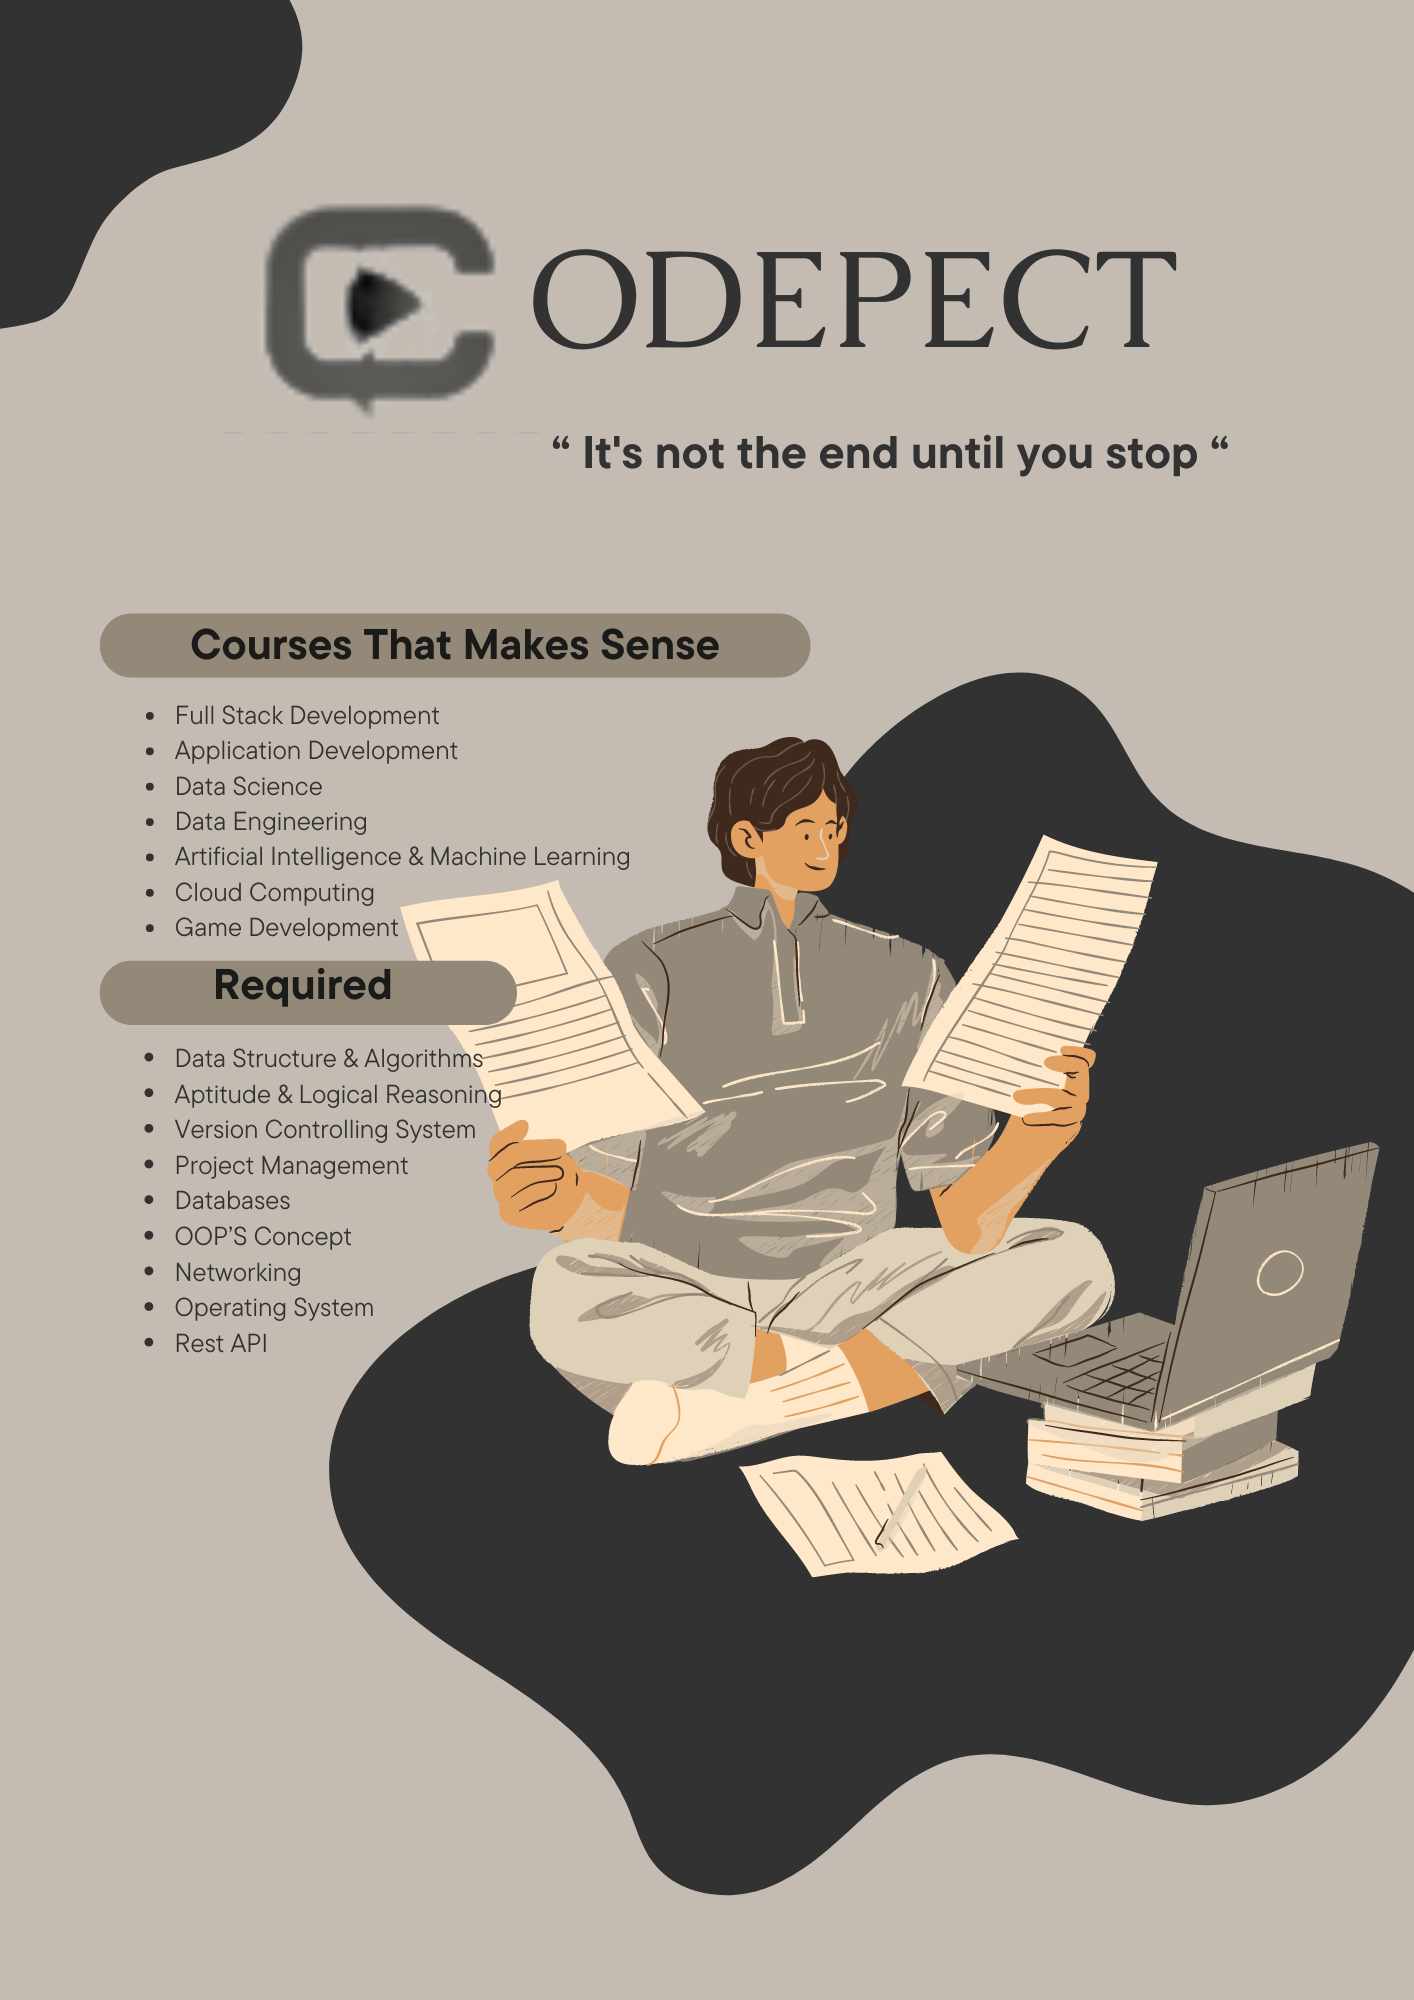 CODEPECT
“ It's not the end until you stop “
Courses That Makes Sense
• Full Stack Development
• Application Development
• Data Science
• Data Engineering
• Artificial Intelligence & Machine Learning
• Cloud Computing
• Game Development
Required
• Data Structure & Algorithms
• Aptitude & Logical Reasoning
• Version Controlling System
• Project Management
• Databases
• OOP’S Concept
• Networking
• Operating System
• Rest API